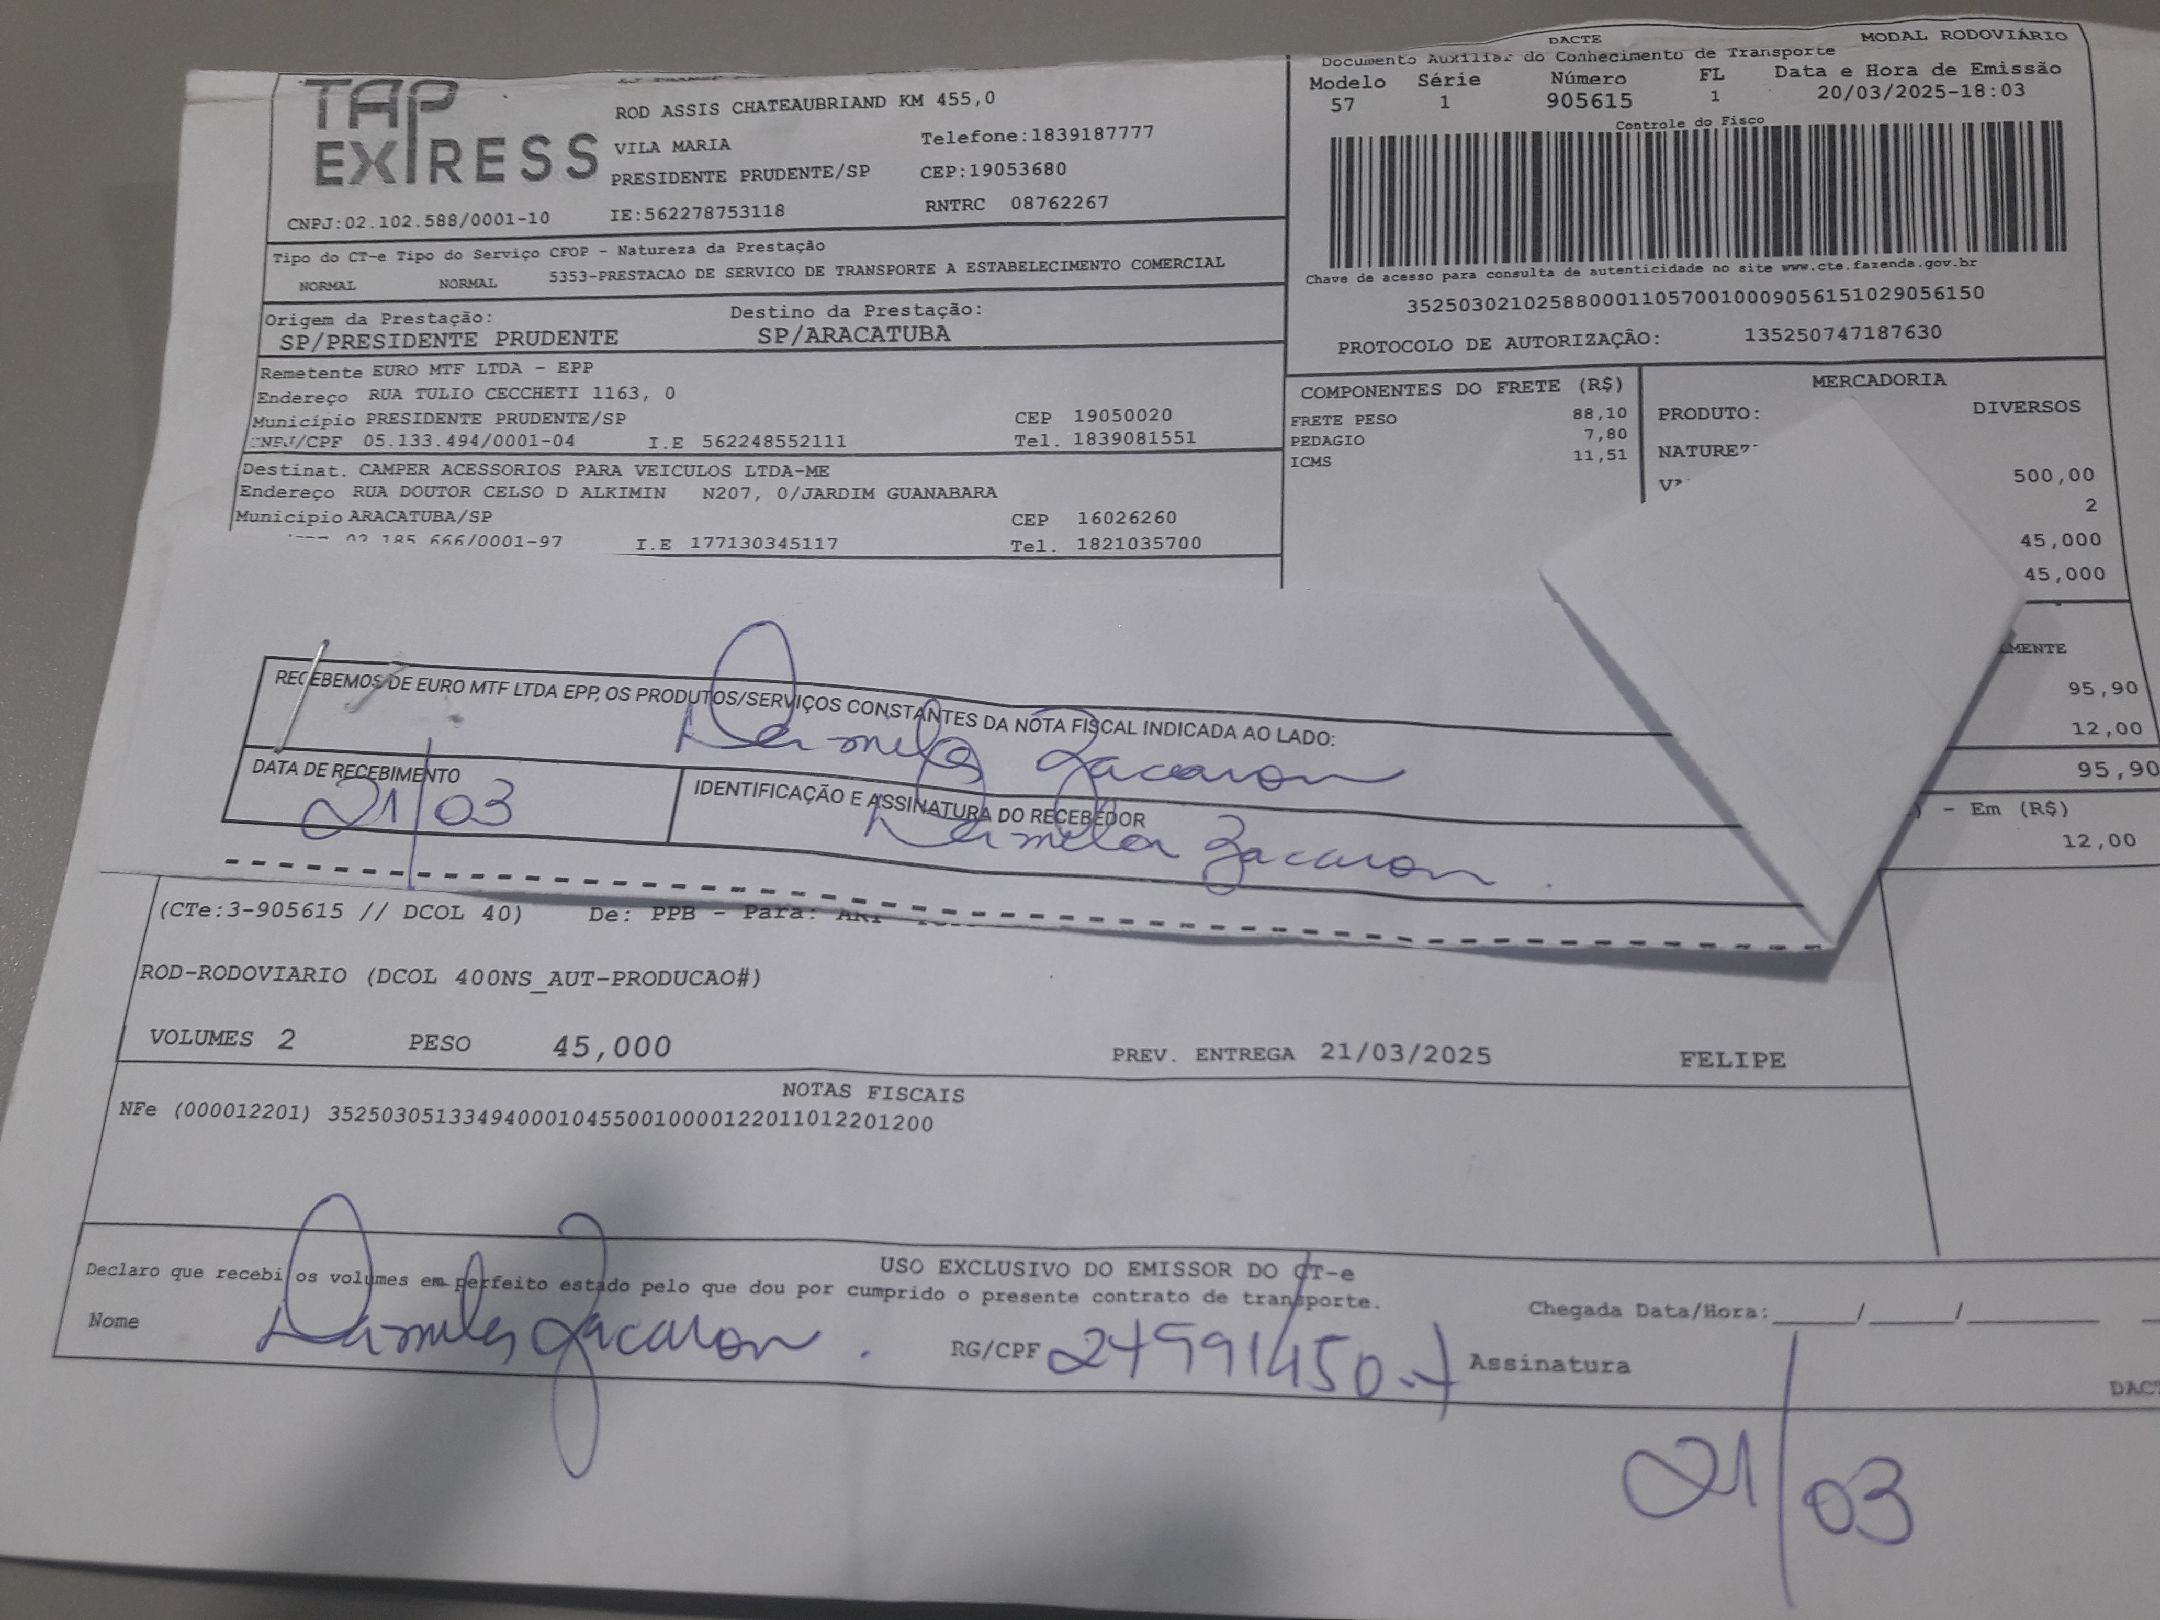 TAP EXPRESS
ROD ASSIS CHATEAUBRIAND KM 455,0
VILA MARIA Telefone:1839187777
PRESIDENTE PRUDENTE/SP CEP:19053680
CNPJ:02.102.588/0001-10 IE:562278753118 RNTRC 08762267
DACTE MODAL RODOVIÁRIO
Documento Auxiliar do Conhecimento de Transporte
Modelo Série Número FL Data e Hora de Emissão
57 1 905615 1 20/03/2025-18:03
Controle do Fisco
Chave de acesso para consulta de autenticidade no site www.cte.fazenda.gov.br
35250302102588000110570010009056151029056150
PROTOCOLO DE AUTORIZAÇÃO: 135250747187630
Tipo do CT-e Tipo do Serviço CFOP - Natureza da Prestação
NORMAL NORMAL 5353-PRESTACAO DE SERVICO DE TRANSPORTE A ESTABELECIMENTO COMERCIAL
Origem da Prestação: Destino da Prestação:
SP/PRESIDENTE PRUDENTE SP/ARACATUBA
Remetente EURO MTF LTDA - EPP
Endereço RUA TULIO CECCHETI 1163, 0
Município PRESIDENTE PRUDENTE/SP CEP 19050020
CNPJ/CPF 05.133.494/0001-04 I.E 562248552111 Tel. 1839081551
Destinat. CAMPER ACESSORIOS PARA VEICULOS LTDA-ME
Endereço RUA DOUTOR CELSO D ALKIMIN N207, 0/JARDIM GUANABARA
Município ARACATUBA/SP CEP 16026260
02.185.666/0001-97 I.E 177130345117 Tel. 1821035700
COMPONENTES DO FRETE (R$)
FRETE PESO 88,10
PEDAGIO 7,80
ICMS 11,51
MERCADORIA
PRODUTO: DIVERSOS
500,00
2
45,000
45,000
95,90
12,00
95,90
- Em (R$)
12,00
RECEBEMOS DE EURO MTF LTDA EPP, OS PRODUTOS/SERVIÇOS CONSTANTES DA NOTA FISCAL INDICADA AO LADO:
Damiles Zacaron
DATA DE RECEBIMENTO IDENTIFICAÇÃO E ASSINATURA DO RECEBEDOR
21/03 Damiles Zacaron.
(CTe:3-905615 // DCOL 40) De: PPB - Para:
ROD-RODOVIARIO (DCOL 400NS_AUT-PRODUCAO#)
VOLUMES 2 PESO 45,000 PREV. ENTREGA 21/03/2025 FELIPE
NOTAS FISCAIS
NFe (000012201) 35250305133494000104550010000122011012201200
USO EXCLUSIVO DO EMISSOR DO CT-e
Declaro que recebi os volumes em perfeito estado pelo que dou por cumprido o presente contrato de transporte.
Chegada Data/Hora:_____/_____/________
Nome Damiles Zacaron. RG/CPF Assinatura
21/03